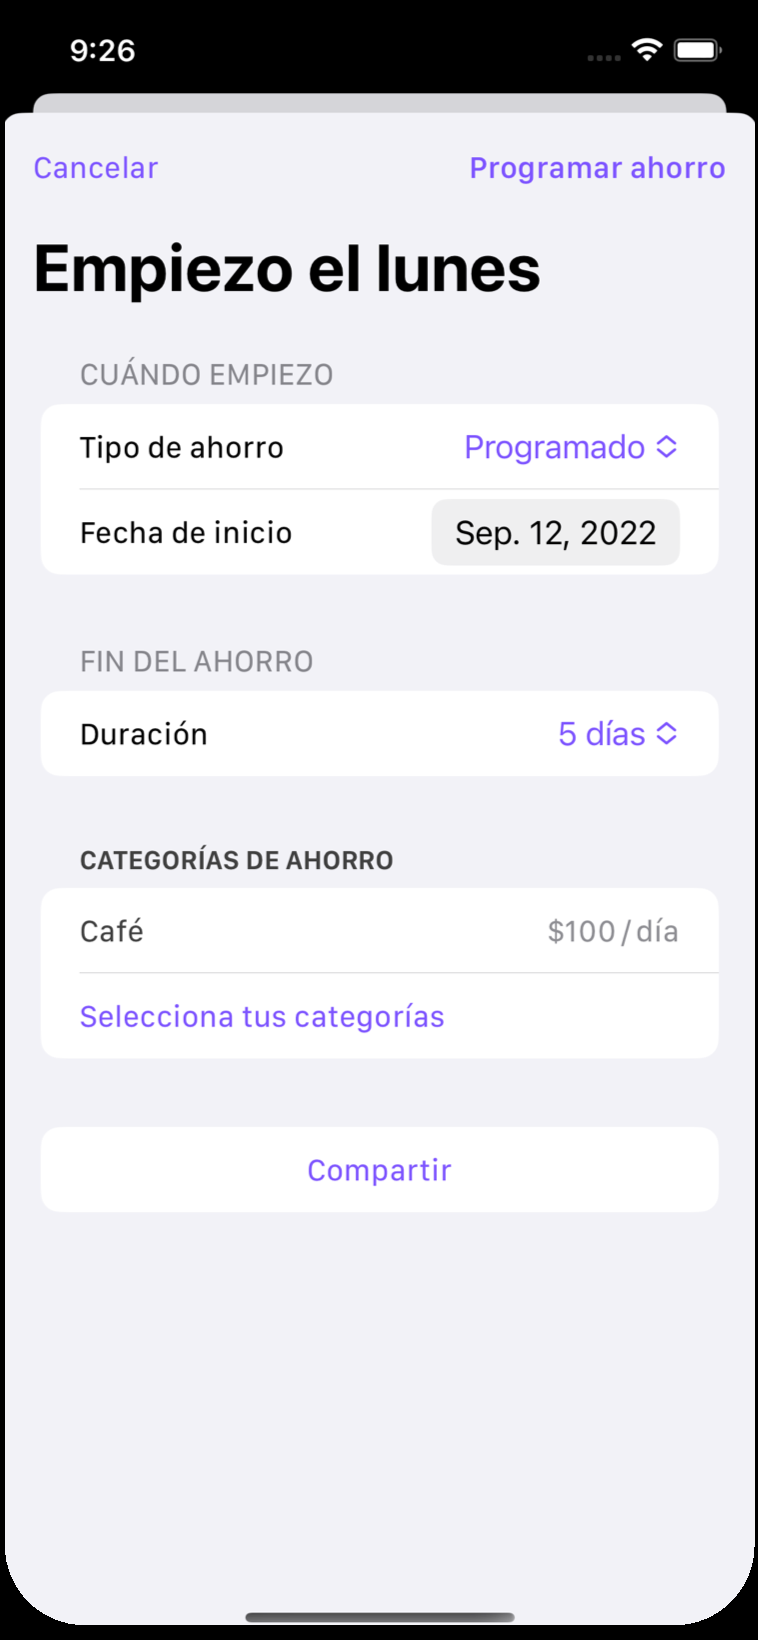 9:26
Cancelar Programar ahorro
Empiezo el lunes
CUÁNDO EMPIEZO
Tipo de ahorro Programado
Fecha de inicio Sep. 12, 2022
FIN DEL AHORRO
Duración 5 días
CATEGORÍAS DE AHORRO
Café $100/día
Selecciona tus categorías
Compartir